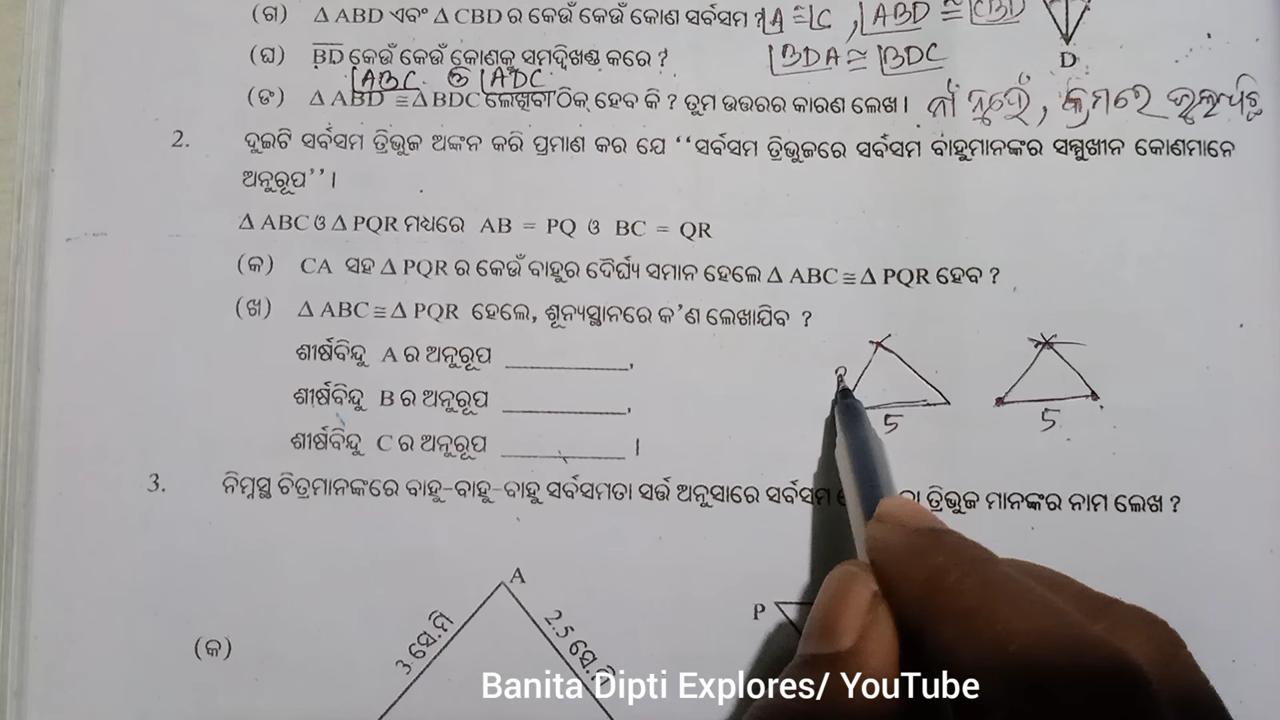 (ଗ) Δ ABD ଏବଂ Δ CBD ର କେଉଁ କେଉଁ କୋଣ ସର୍ବସମ ? ∠A ≅ ∠C , ∠ABD ≅ ∠CBD
D
(ଘ) BD କେଉଁ କେଉଁ କୋଣକୁ ସମଦ୍ୱିଖଣ୍ଡ କରେ ? ∠BDA ≅ ∠BDC
∠ABC ଓ ∠ADC
(ଙ) Δ ABD ≅ Δ BDC ଲେଖିବା ଠିକ୍ ହେବ କି ? ତୁମ ଉତ୍ତରର କାରଣ ଲେଖ । ନାଁ ନୁହେଁ, କ୍ରମରେ
2. ଦୁଇଟି ସର୍ବସମ ତ୍ରିଭୁଜ ଅଙ୍କନ କରି ପ୍ରମାଣ କର ଯେ ‘‘ସର୍ବସମ ତ୍ରିଭୁଜରେ ସର୍ବସମ ବାହୁମାନଙ୍କର ସମ୍ମୁଖୀନ କୋଣମାନେ
ଅନୁରୂପ’’ ।
Δ ABC ଓ Δ PQR ମଧ୍ୟରେ AB = PQ ଓ BC = QR
(କ) CA ସହ Δ PQR ର କେଉଁ ବାହୁର ଦୈର୍ଘ୍ୟ ସମାନ ହେଲେ Δ ABC ≅ Δ PQR ହେବ ?
(ଖ) Δ ABC ≅ Δ PQR ହେଲେ, ଶୂନ୍ୟସ୍ଥାନରେ କ’ଣ ଲେଖାଯିବ ?
ଶୀର୍ଷବିନ୍ଦୁ A ର ଅନୁରୂପ ________,
ଶୀର୍ଷବିନ୍ଦୁ B ର ଅନୁରୂପ ________,
5 5
ଶୀର୍ଷବିନ୍ଦୁ C ର ଅନୁରୂପ ________ ।
3. ନିମ୍ନସ୍ଥ ଚିତ୍ରମାନଙ୍କରେ ବାହୁ-ବାହୁ-ବାହୁ ସର୍ବସମତା ସର୍ତ୍ତ ଅନୁସାରେ ସର୍ବସମ ତ୍ରିଭୁଜ ମାନଙ୍କର ନାମ ଲେଖ ?
A
P
(କ) 3 ସେ.ମି 2.5 ସେ.ମି
Banita Dipti Explores/ YouTube